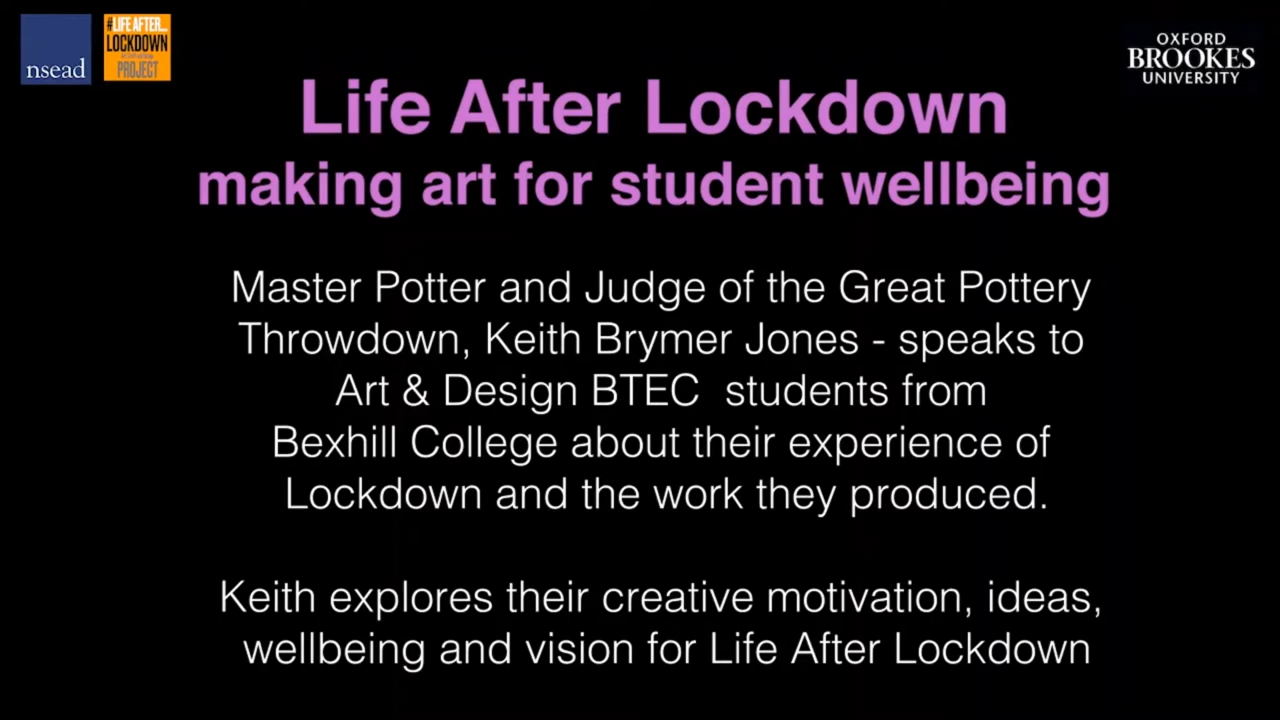 nsead
#LIFE AFTER...
LOCKDOWN
PROJECT
OXFORD
BROOKES
UNIVERSITY
Life After Lockdown
making art for student wellbeing
Master Potter and Judge of the Great Pottery
Throwdown, Keith Brymer Jones - speaks to
Art & Design BTEC  students from
Bexhill College about their experience of
Lockdown and the work they produced.
Keith explores their creative motivation, ideas,
wellbeing and vision for Life After Lockdown